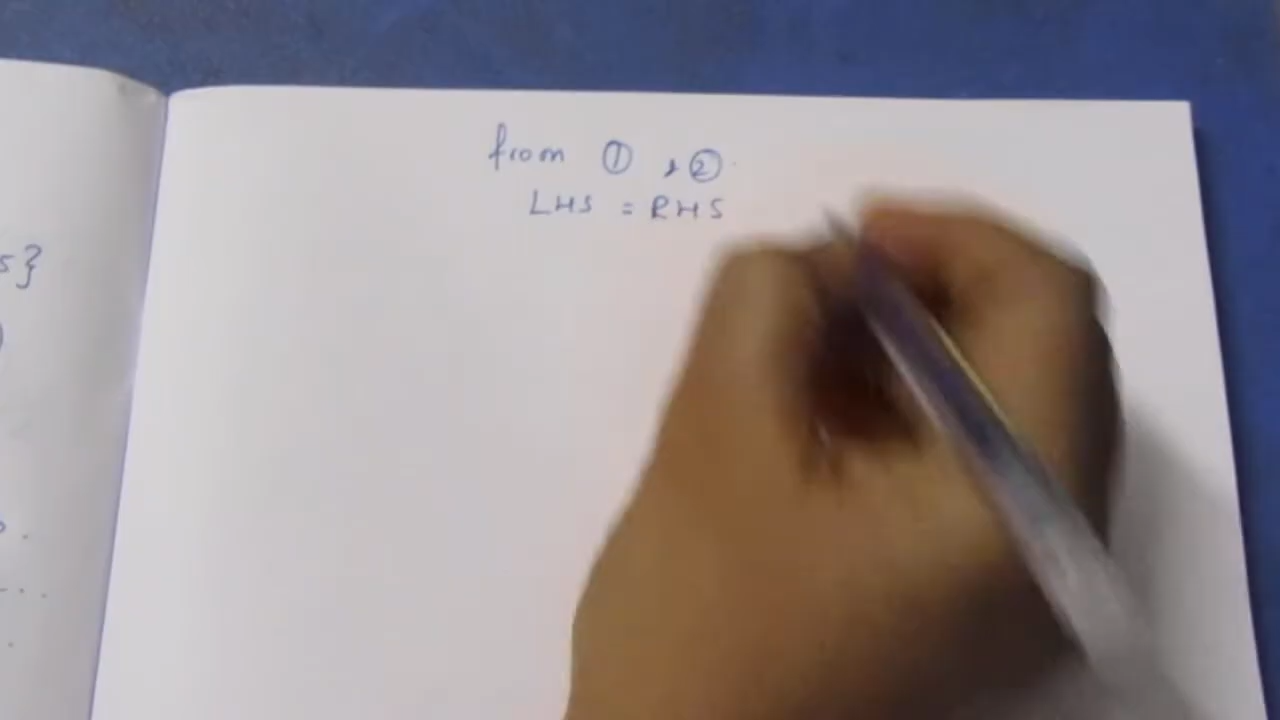 s}
)
from ① , ②
LHS = RHS